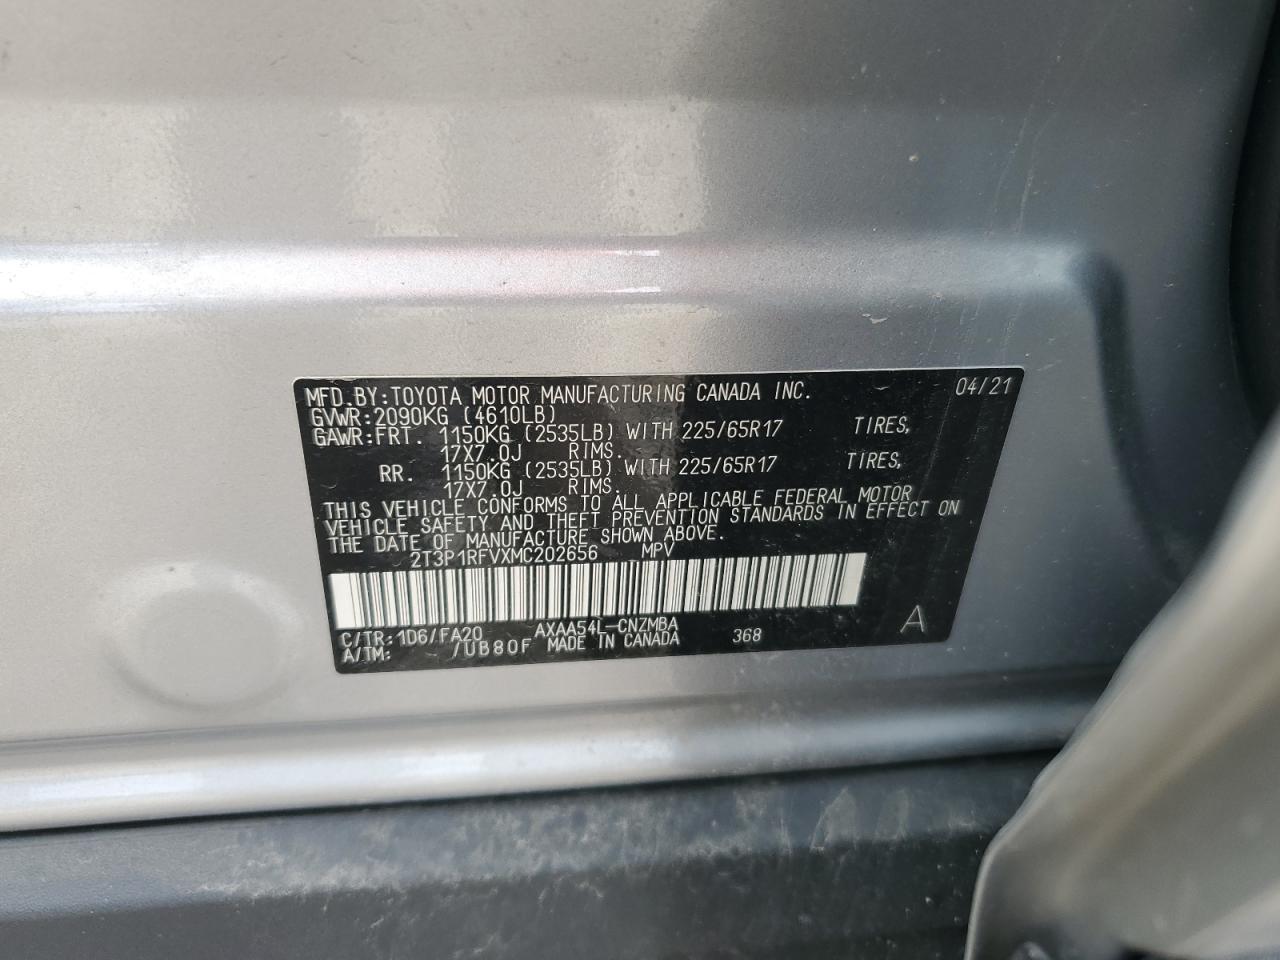 MFD.BY:TOYOTA MOTOR MANUFACTURING CANADA INC. 04/21
GVWR:2090KG (4610LB)
GAWR:FRT. 1150KG (2535LB) WITH 225/65R17 TIRES,
17X7.0J RIMS.
RR. 1150KG (2535LB) WITH 225/65R17 TIRES,
17X7.0J RIMS.
THIS VEHICLE CONFORMS TO ALL APPLICABLE FEDERAL MOTOR
VEHICLE SAFETY AND THEFT PREVENTION STANDARDS IN EFFECT ON
THE DATE OF MANUFACTURE SHOWN ABOVE.
2T3P1RFVXMC202656 MPV
C/TR:1D6/FA20 AXAA54L-CNZMBA 368 A
A/TM: /UB80F MADE IN CANADA